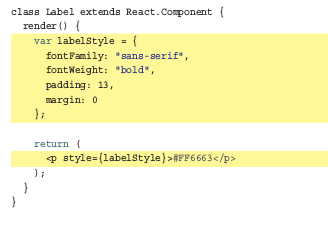 class Label extends React.Component {
  render() {
    var labelStyle = {
      fontFamily: "sans-serif",
      fontWeight: "bold",
      padding: 13,
      margin: 0
    };

    return (
      <p style={labelStyle}>#FF6663</p>
    );
  }
}